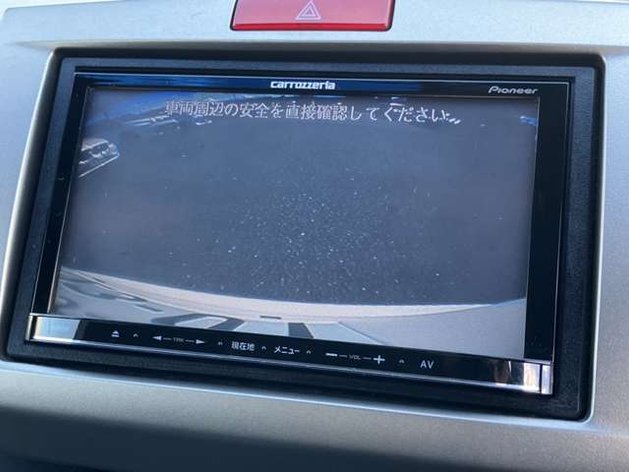 carrozzeria
Pioneer
車両周辺の安全を直接確認してください
TRK
現在地
メニュー
VOL
AV